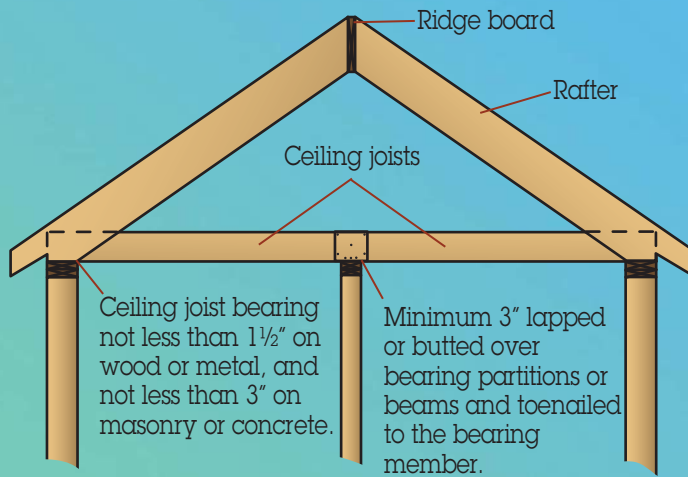 Ridge board
Rafter
Ceiling joists
Ceiling joist bearing
not less than 1½″ on
wood or metal, and
not less than 3″ on
masonry or concrete.
Minimum 3″ lapped
or butted over
bearing partitions or
beams and toenailed
to the bearing
member.